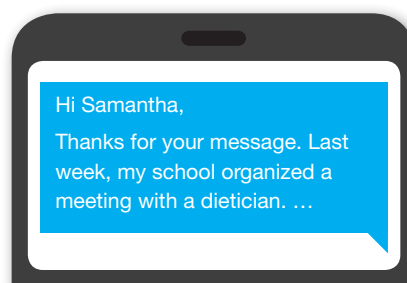 Hi Samantha,
Thanks for your message. Last
week, my school organized a
meeting with a dietician. …